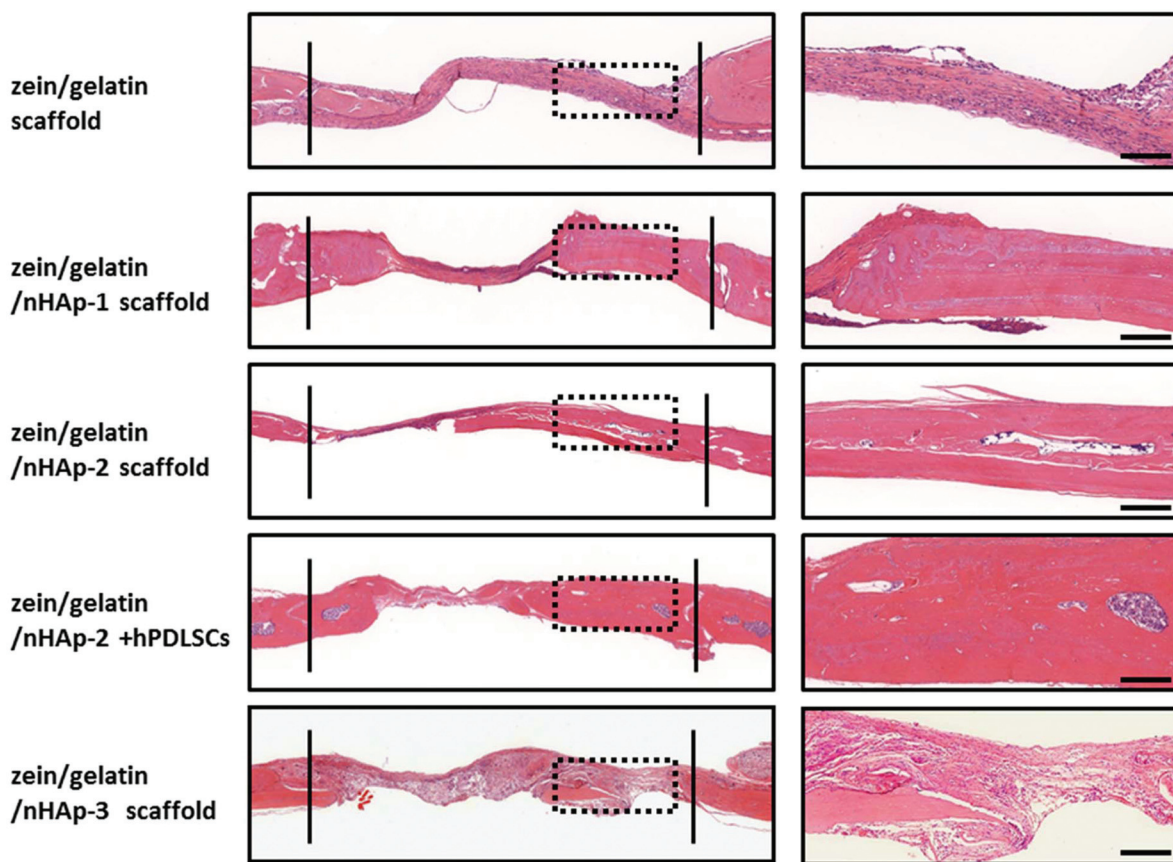 zein/gelatin
scaffold
zein/gelatin
/nHAp-1 scaffold
zein/gelatin
/nHAp-2 scaffold
zein/gelatin
/nHAp-2 +hPDLSCs
zein/gelatin
/nHAp-3 scaffold